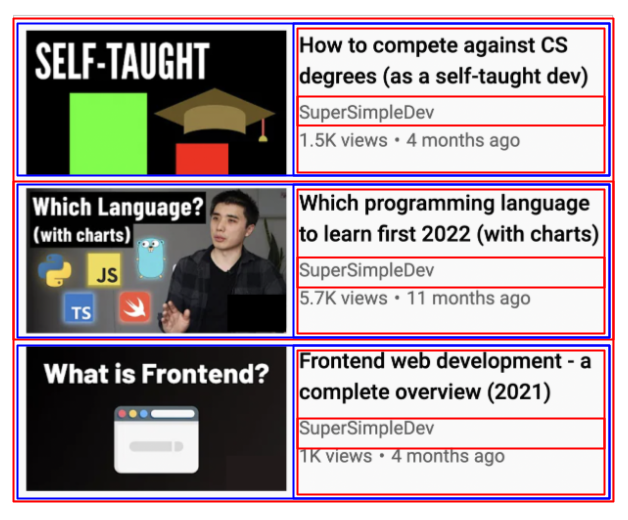 SELF-TAUGHT
How to compete against CS
degrees (as a self-taught dev)
SuperSimpleDev
1.5K views • 4 months ago
Which Language?
(with charts)
JS
TS
Which programming language
to learn first 2022 (with charts)
SuperSimpleDev
5.7K views • 11 months ago
What is Frontend?
Frontend web development - a
complete overview (2021)
SuperSimpleDev
1K views • 4 months ago